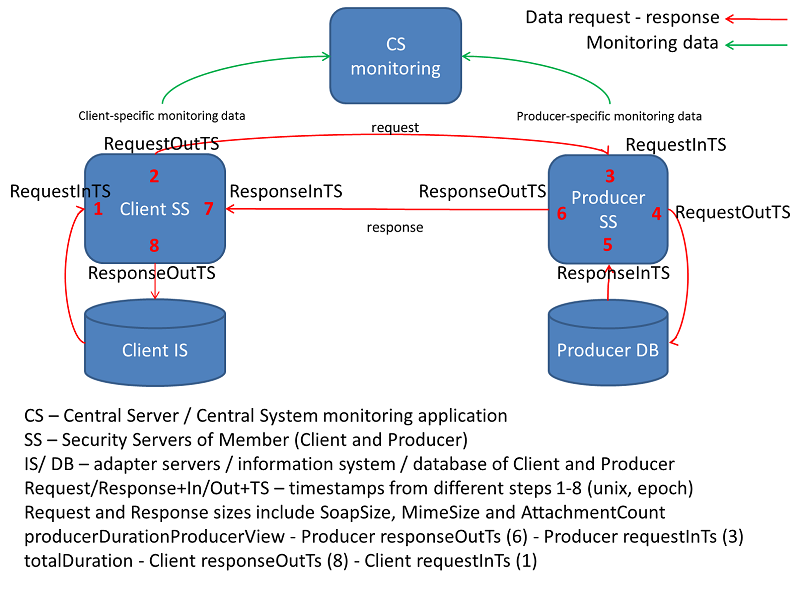 Data request - response
Monitoring data
CS
monitoring
Client-specific monitoring data
Producer-specific monitoring data
RequestOutTS
request
RequestInTS
2
3
RequestInTS
ResponseInTS
ResponseOutTS
Producer
SS
1
Client SS
7
6
4
RequestOutTS
response
8
5
ResponseOutTS
ResponseInTS
Client IS
Producer DB
CS – Central Server / Central System monitoring application
SS – Security Servers of Member (Client and Producer)
IS/ DB – adapter servers / information system / database of Client and Producer
Request/Response+In/Out+TS – timestamps from different steps 1-8 (unix, epoch)
Request and Response sizes include SoapSize, MimeSize and AttachmentCount
producerDurationProducerView - Producer responseOutTs (6) - Producer requestInTs (3)
totalDuration - Client responseOutTs (8) - Client requestInTs (1)